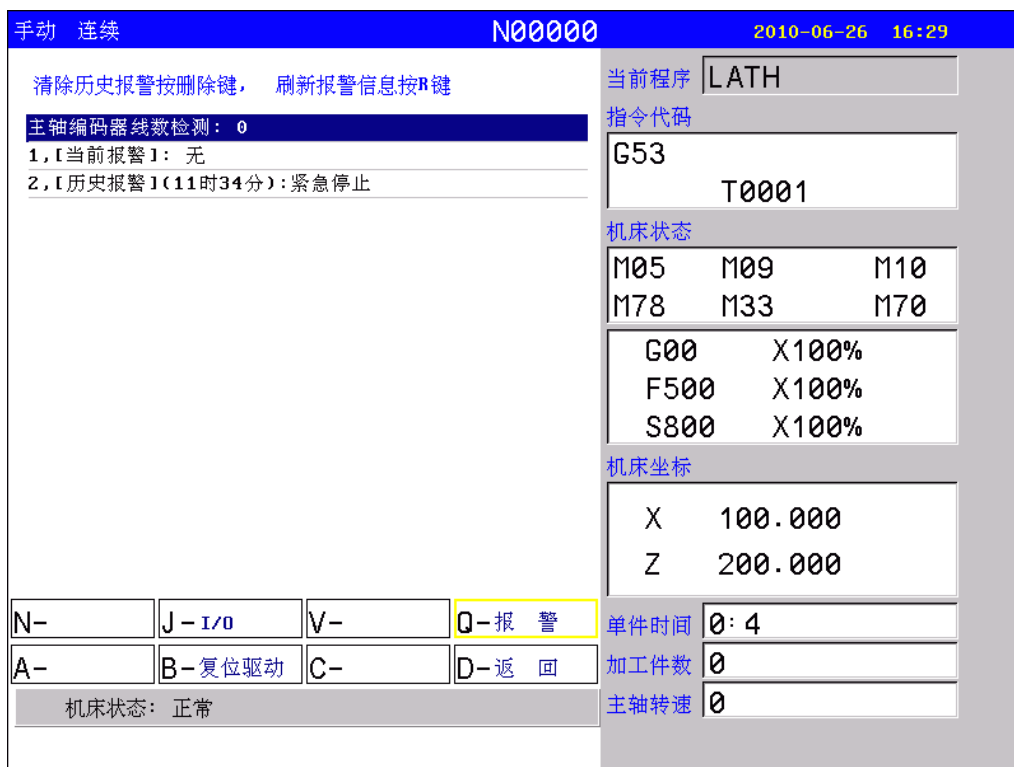 手动 连续 N00000 2010-06-26 16:29
清除历史报警按删除键， 刷新报警信息按R键
主轴编码器线数检测: 0
1,[当前报警]: 无
2,[历史报警](11时34分):紧急停止
N-
J-I/O
V-
Q-报 警
A-
B-复位驱动
C-
D-返 回
机床状态: 正常
当前程序 LATH
指令代码
G53
T0001
机床状态
M05 M09 M10
M78 M33 M70
G00 X100%
F500 X100%
S800 X100%
机床坐标
X 100.000
Z 200.000
单件时间 0:4
加工件数 0
主轴转速 0